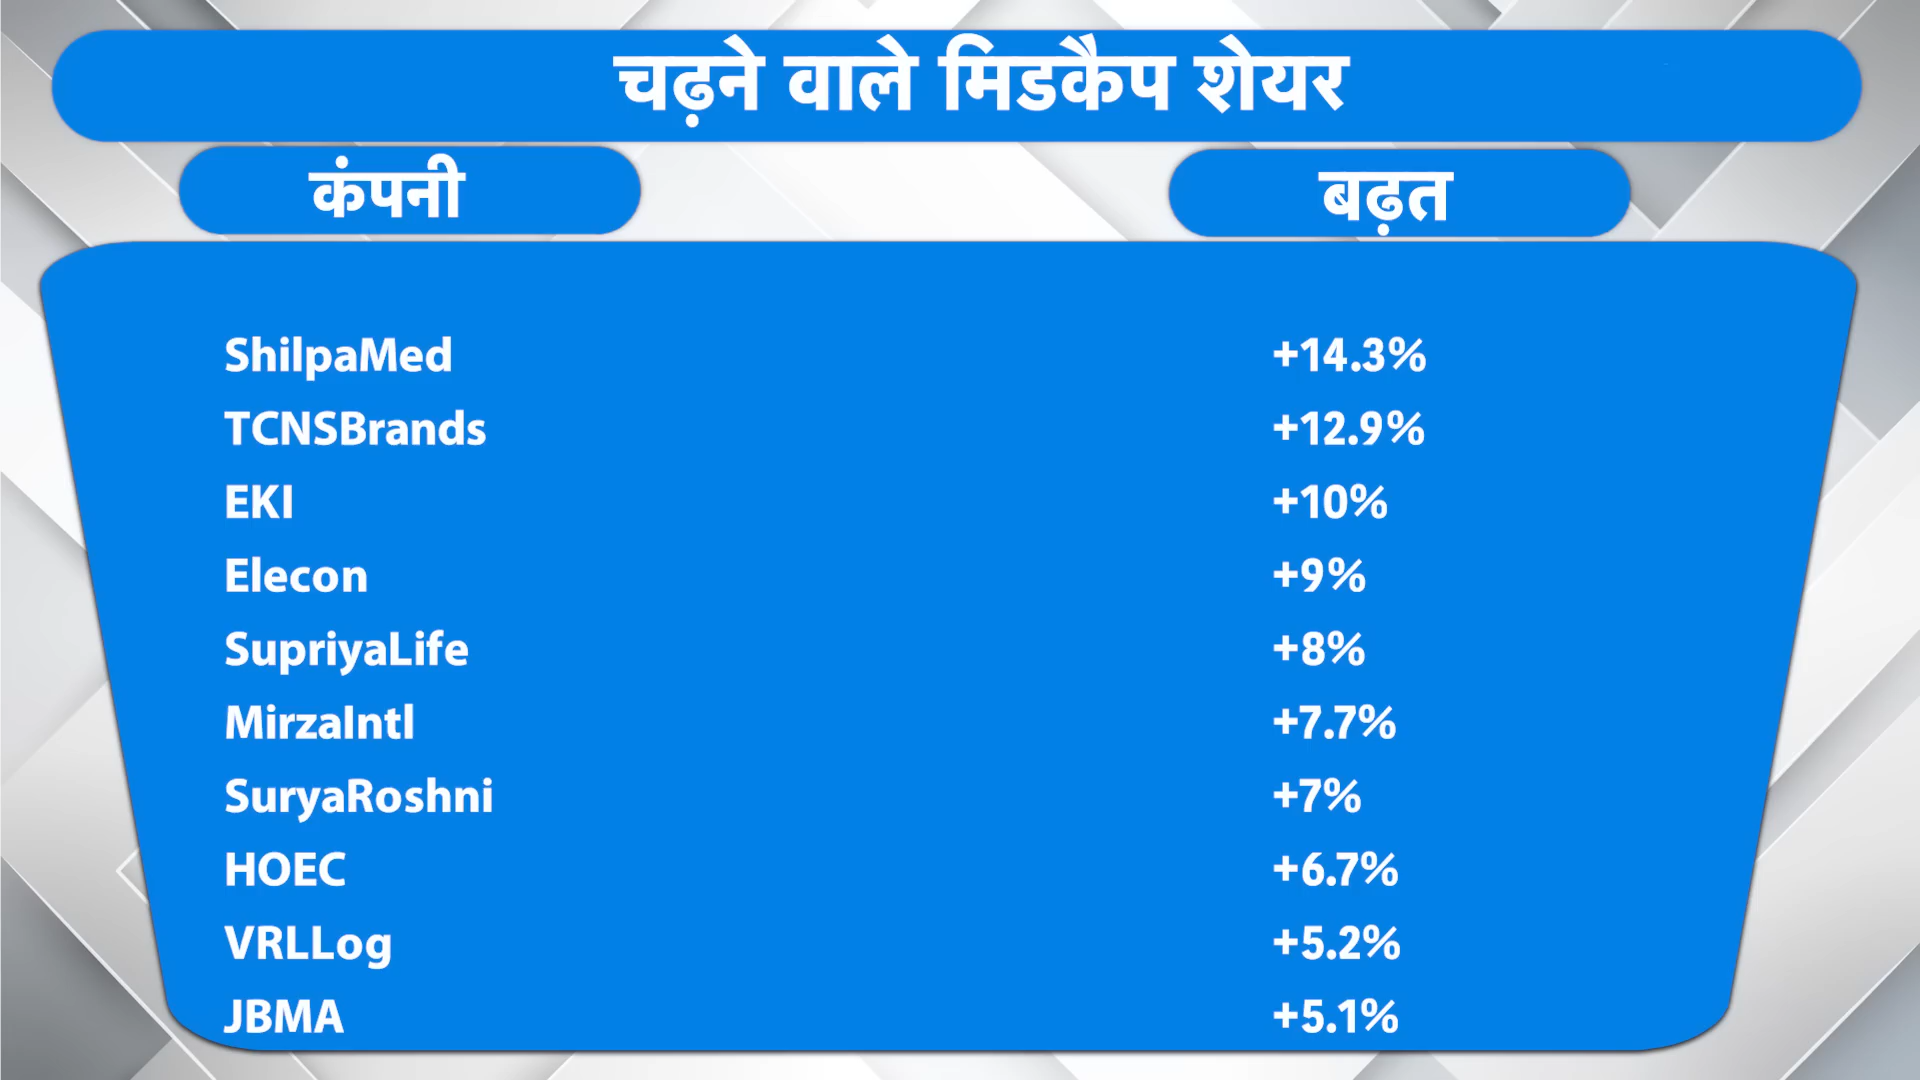 चढ़ने वाले मिडकैप शेयर
कंपनी बढ़त
ShilpaMed +14.3%
TCNSBrands +12.9%
EKI +10%
Elecon +9%
SupriyaLife +8%
MirzaIntl +7.7%
SuryaRoshni +7%
HOEC +6.7%
VRLLog +5.2%
JBMA +5.1%